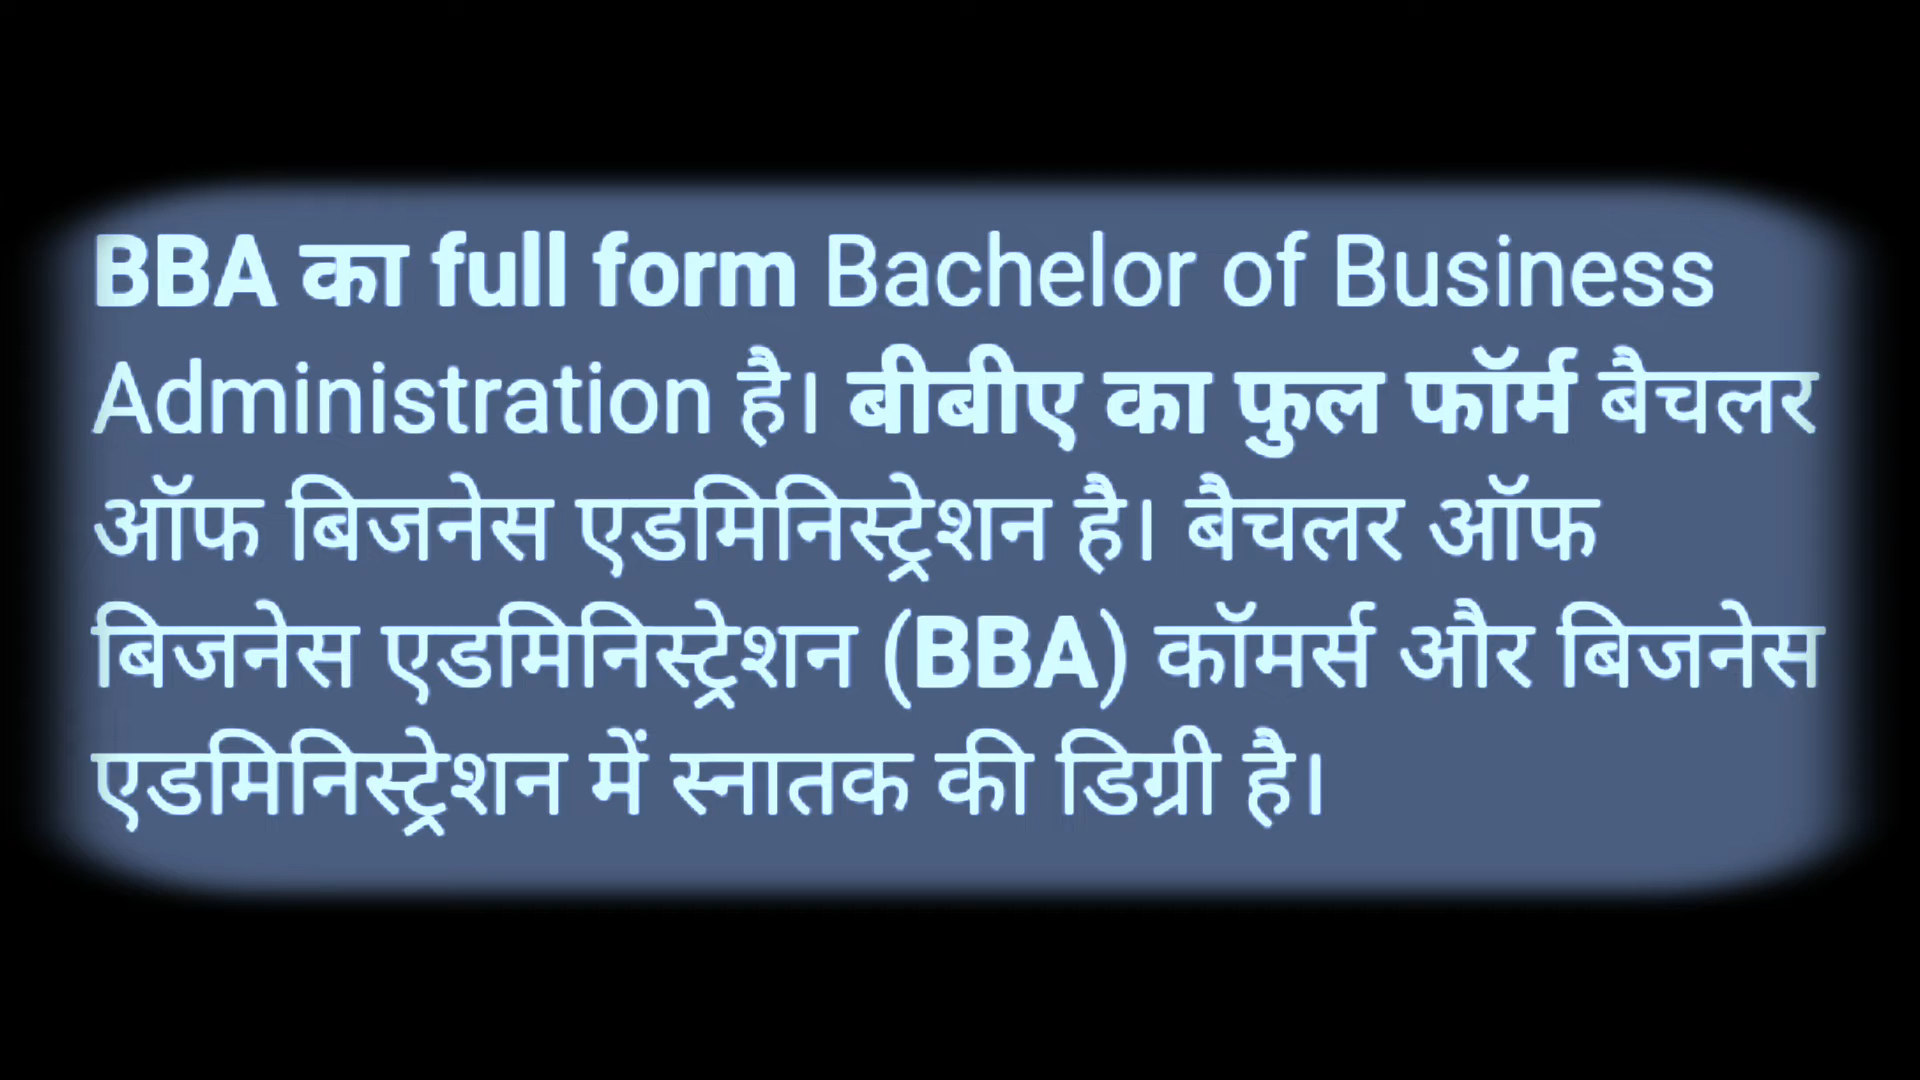 BBA का full form Bachelor of Business
Administration है। बीबीए का फुल फॉर्म बैचलर
ऑफ बिजनेस एडमिनिस्ट्रेशन है। बैचलर ऑफ
बिजनेस एडमिनिस्ट्रेशन (BBA) कॉमर्स और बिजनेस
एडमिनिस्ट्रेशन में स्नातक की डिग्री है।